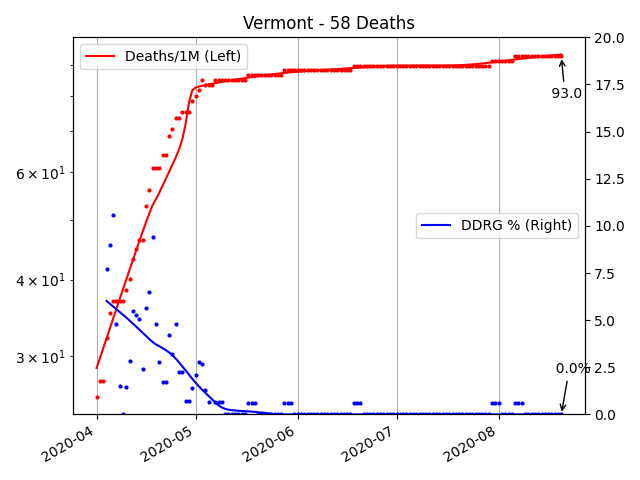 Vermont - 58 Deaths
Deaths/1M (Left)
DDRG % (Right)
93.0
0.0%
6 × 10¹
4 × 10¹
3 × 10¹
20.0
17.5
15.0
12.5
10.0
7.5
5.0
2.5
0.0
2020-04
2020-05
2020-06
2020-07
2020-08